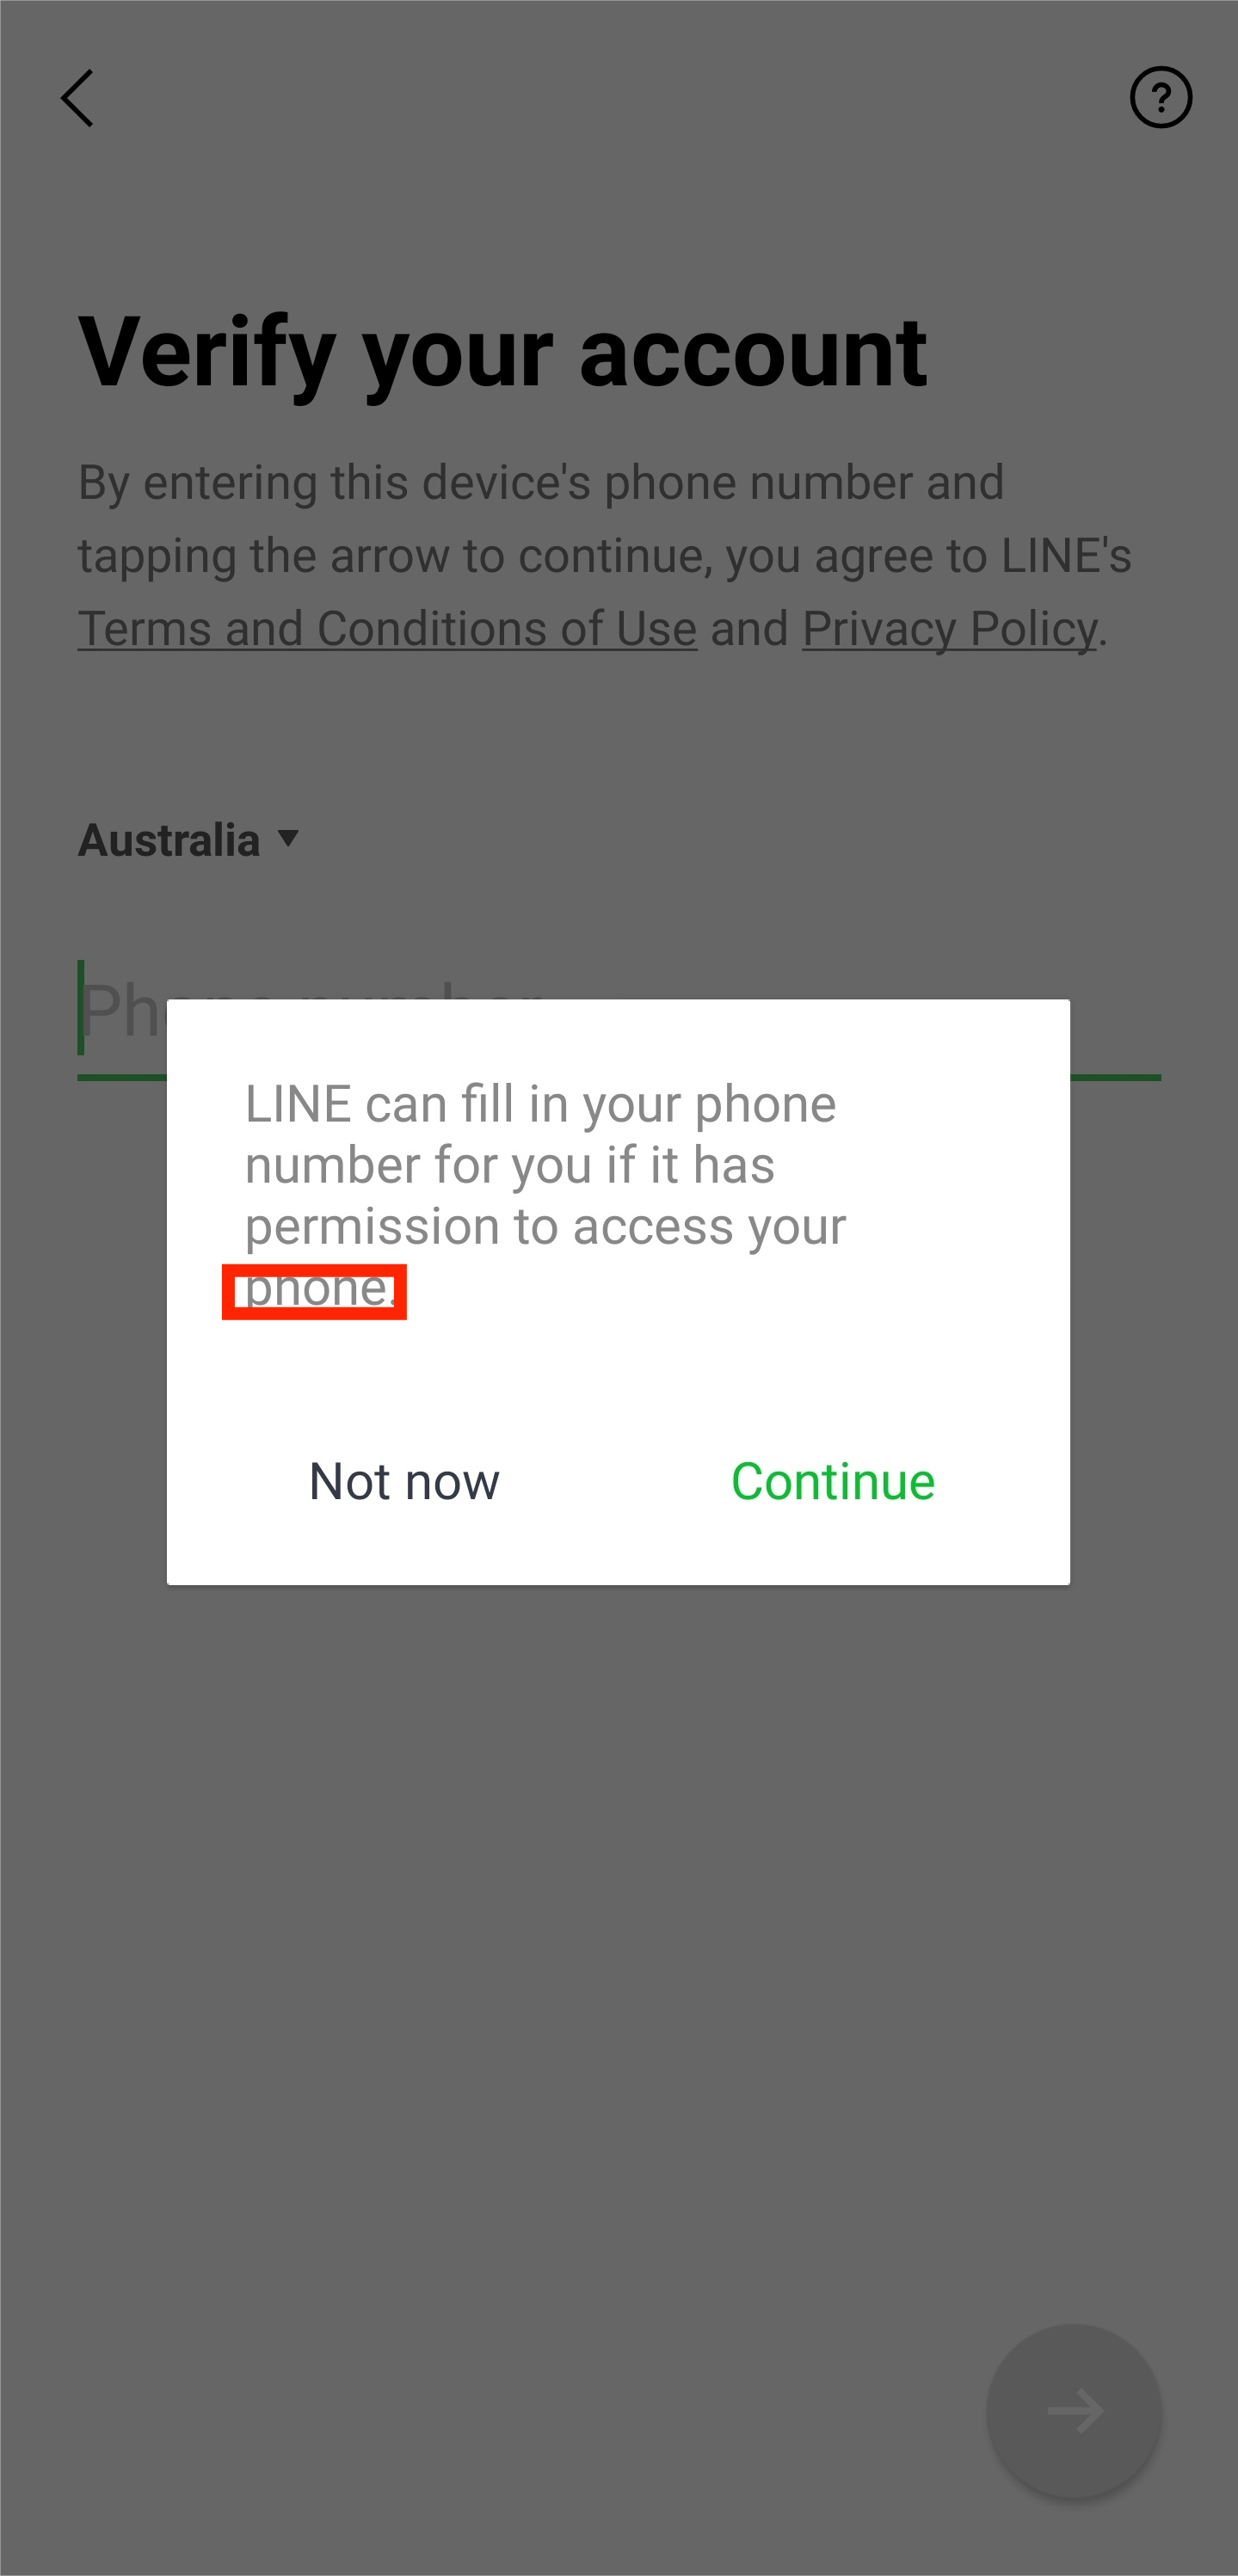 Verify your account
By entering this device's phone number and
tapping the arrow to continue, you agree to LINE's
Terms and Conditions of Use and Privacy Policy.
Australia
LINE can fill in your phone
number for you if it has
permission to access your
phone.
Not now
Continue